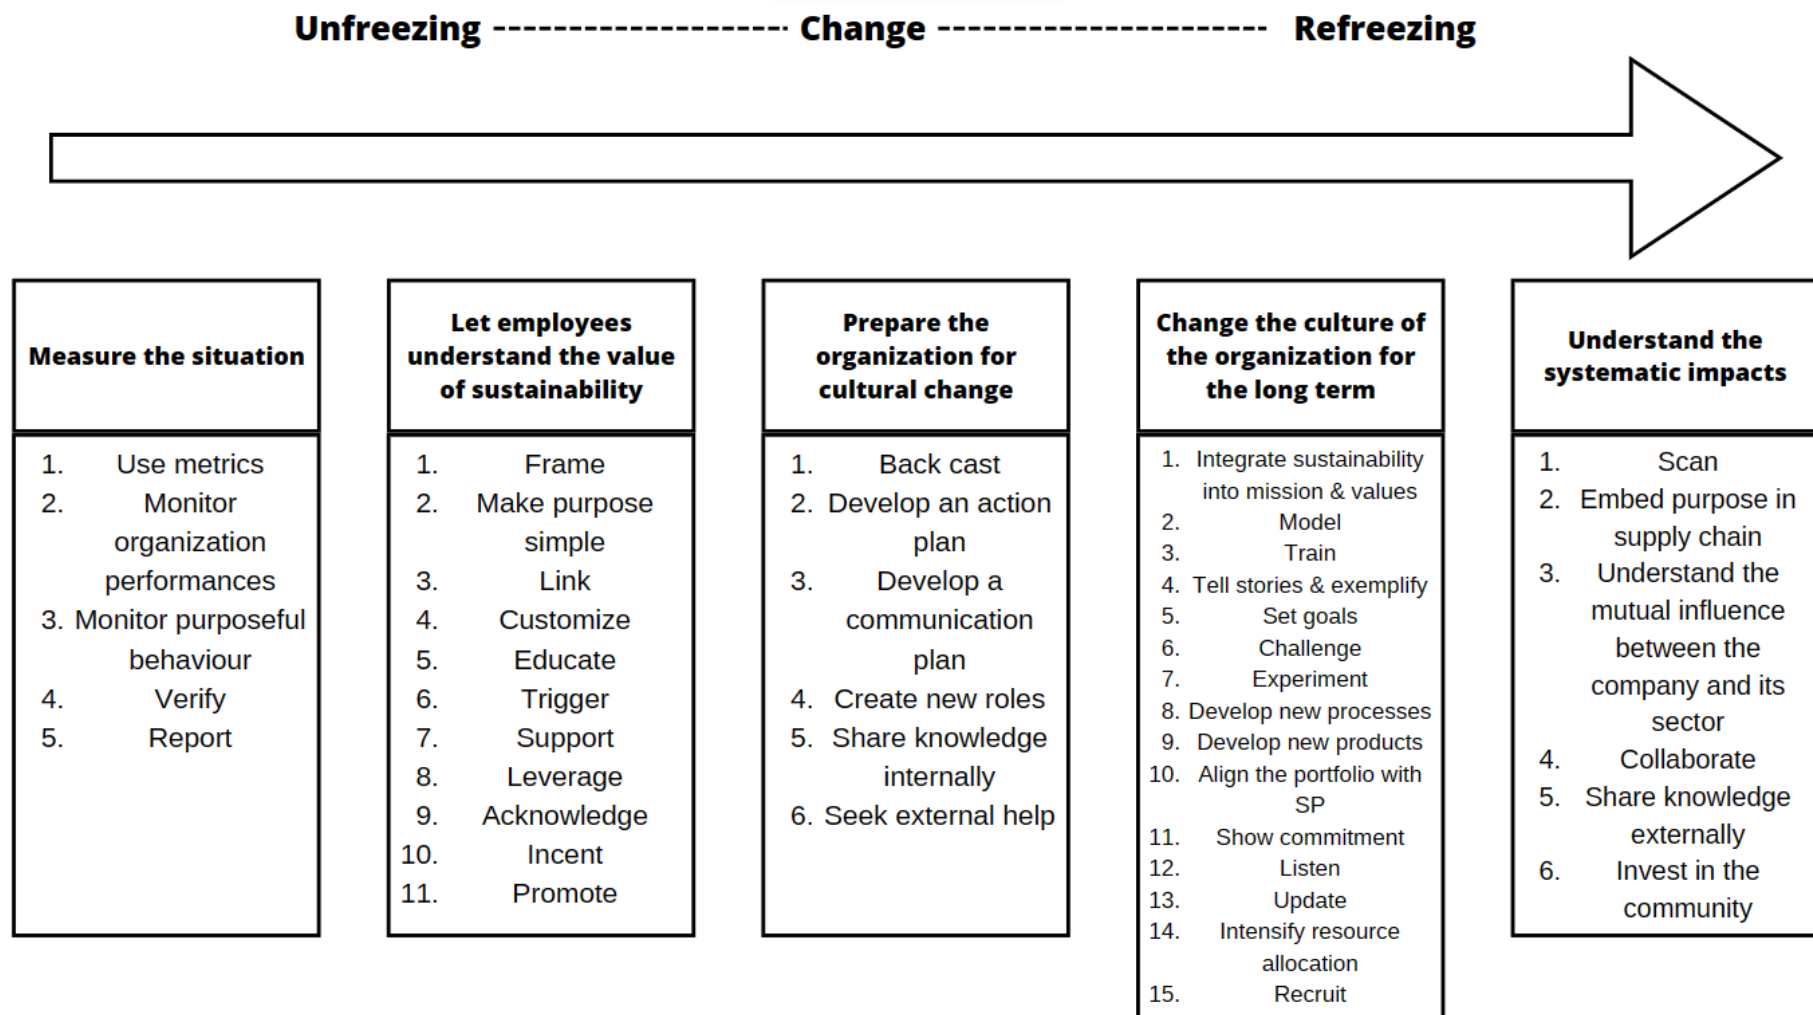 Unfreezing ---------------------- Change ------------------------- Refreezing
Measure the situation
1. Use metrics
2. Monitor
organization
performances
3. Monitor purposeful
behaviour
4. Verify
5. Report
Let employees
understand the value
of sustainability
1. Frame
2. Make purpose
simple
3. Link
4. Customize
5. Educate
6. Trigger
7. Support
8. Leverage
9. Acknowledge
10. Incent
11. Promote
Prepare the
organization for
cultural change
1. Back cast
2. Develop an action
plan
3. Develop a
communication
plan
4. Create new roles
5. Share knowledge
internally
6. Seek external help
Change the culture of
the organization for
the long term
1. Integrate sustainability
into mission & values
2. Model
3. Train
4. Tell stories & exemplify
5. Set goals
6. Challenge
7. Experiment
8. Develop new processes
9. Develop new products
10. Align the portfolio with
SP
11. Show commitment
12. Listen
13. Update
14. Intensify resource
allocation
15. Recruit
Understand the
systematic impacts
1. Scan
2. Embed purpose in
supply chain
3. Understand the
mutual influence
between the
company and its
sector
4. Collaborate
5. Share knowledge
externally
6. Invest in the
community